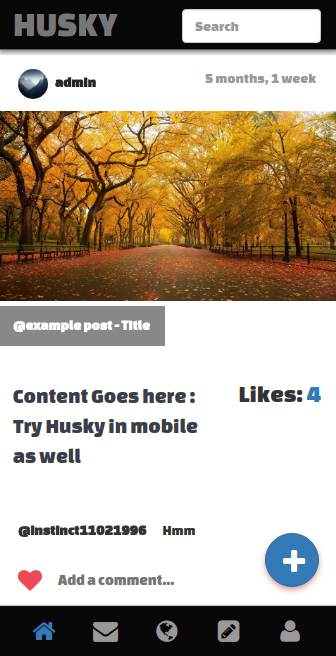 HUSKY
Search
admin
5 months, 1 week
@example post - Title
Content Goes here :
Try Husky in mobile
as well
Likes: 4
@instinct11021996 Hmm
Add a comment...